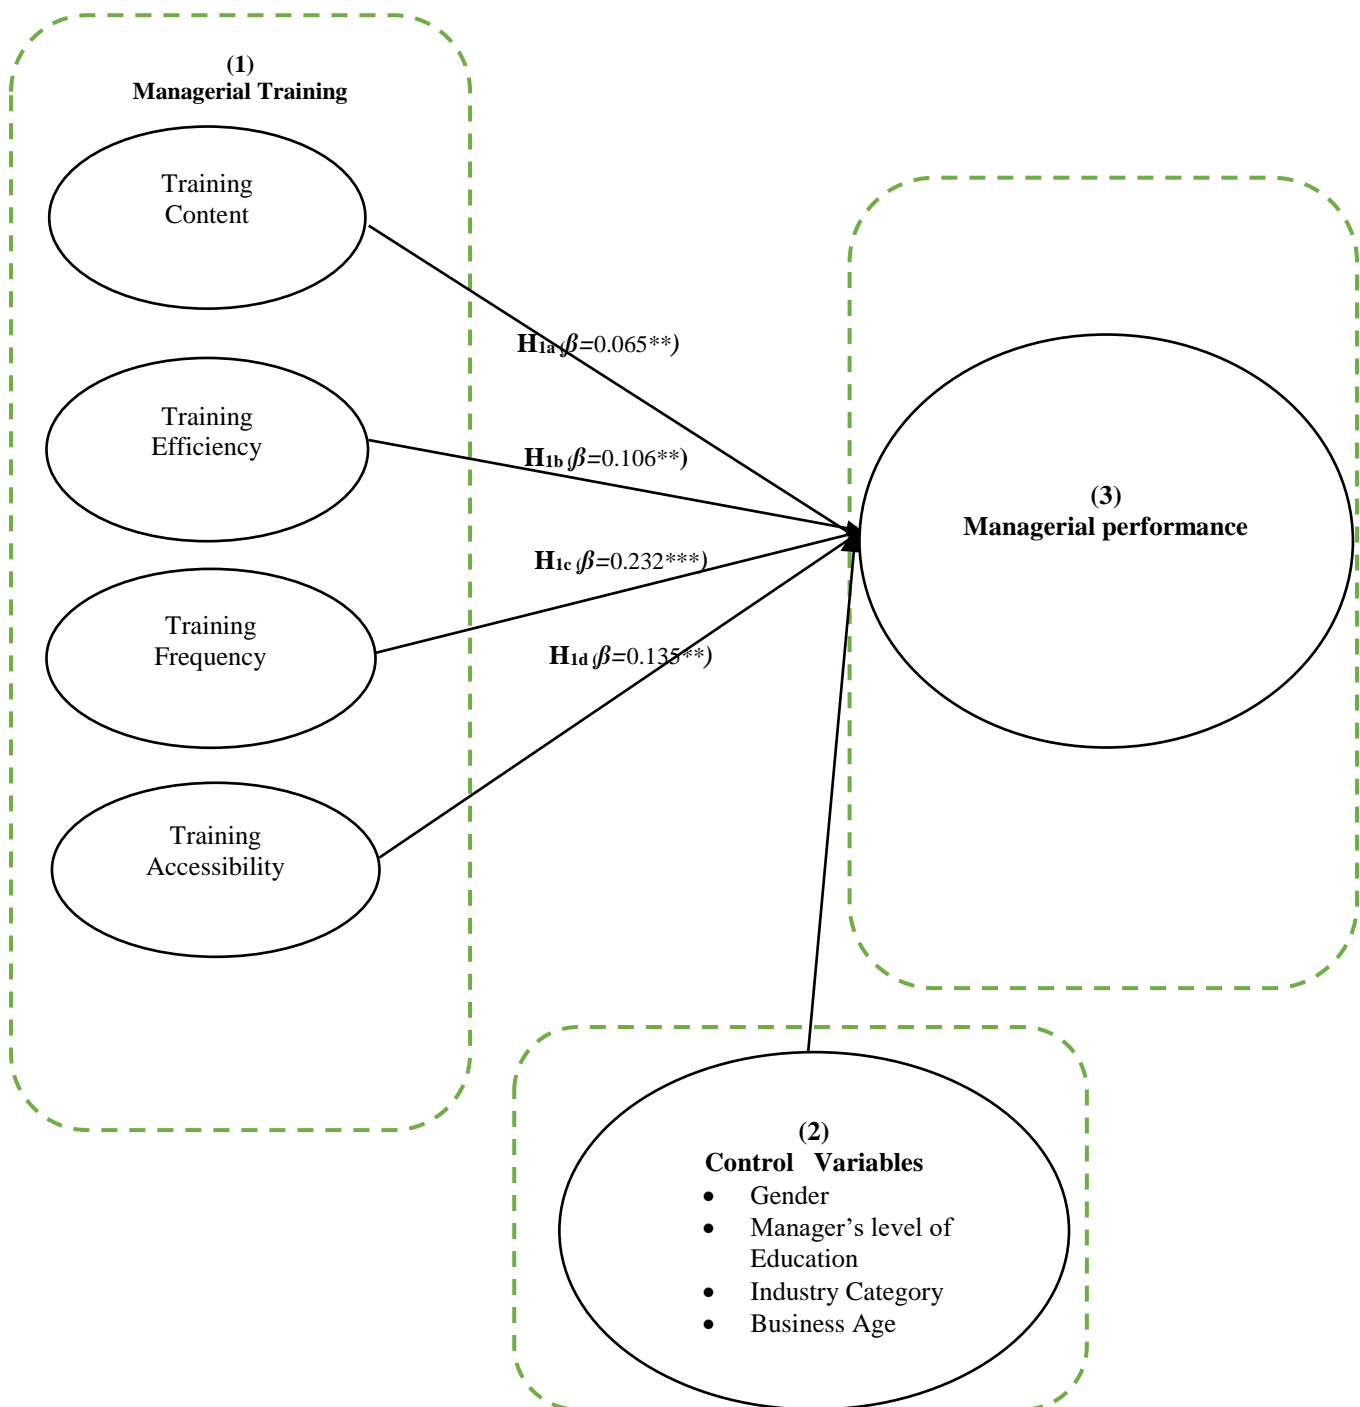 (1)
Managerial Training
Training
Content
H1a (β=0.065**)
Training
Efficiency
H1b (β=0.106**)
(3)
Managerial performance
H1c (β=0.232***)
Training
Frequency
H1d (β=0.135**)
Training
Accessibility
(2)
Control Variables
• Gender
• Manager’s level of
Education
• Industry Category
• Business Age